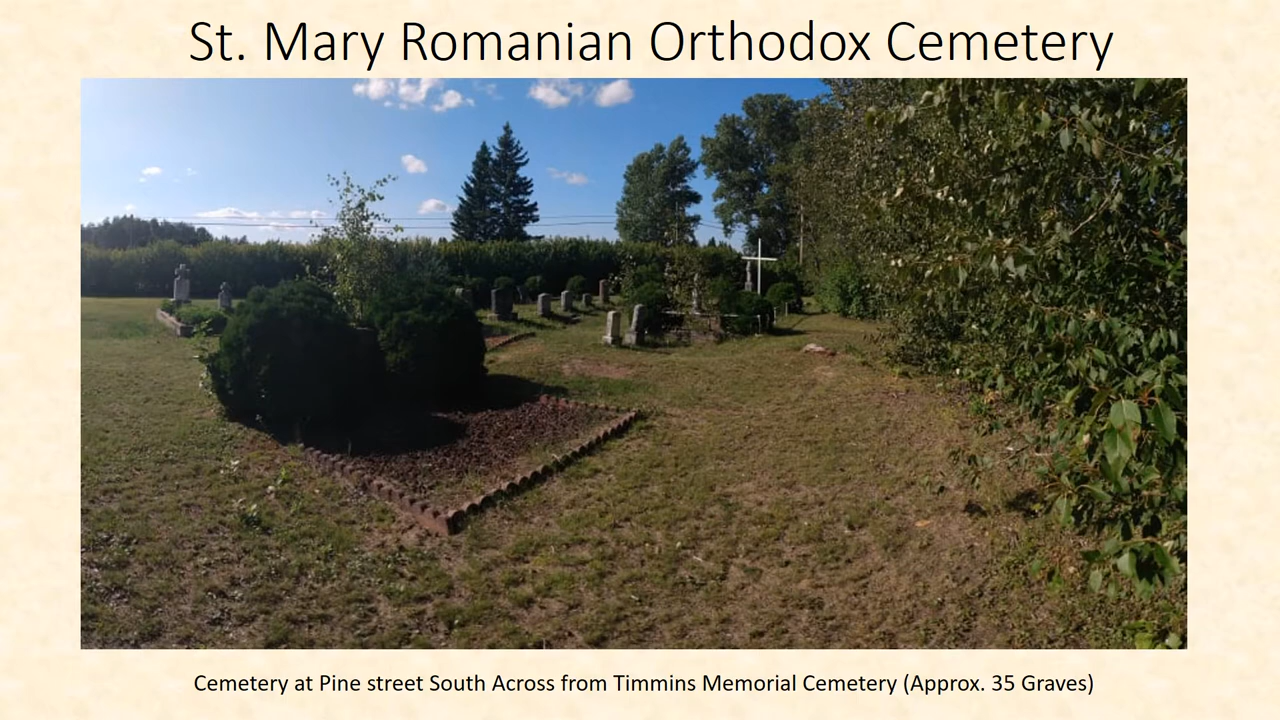 St. Mary Romanian Orthodox Cemetery
Cemetery at Pine street South Across from Timmins Memorial Cemetery (Approx. 35 Graves)